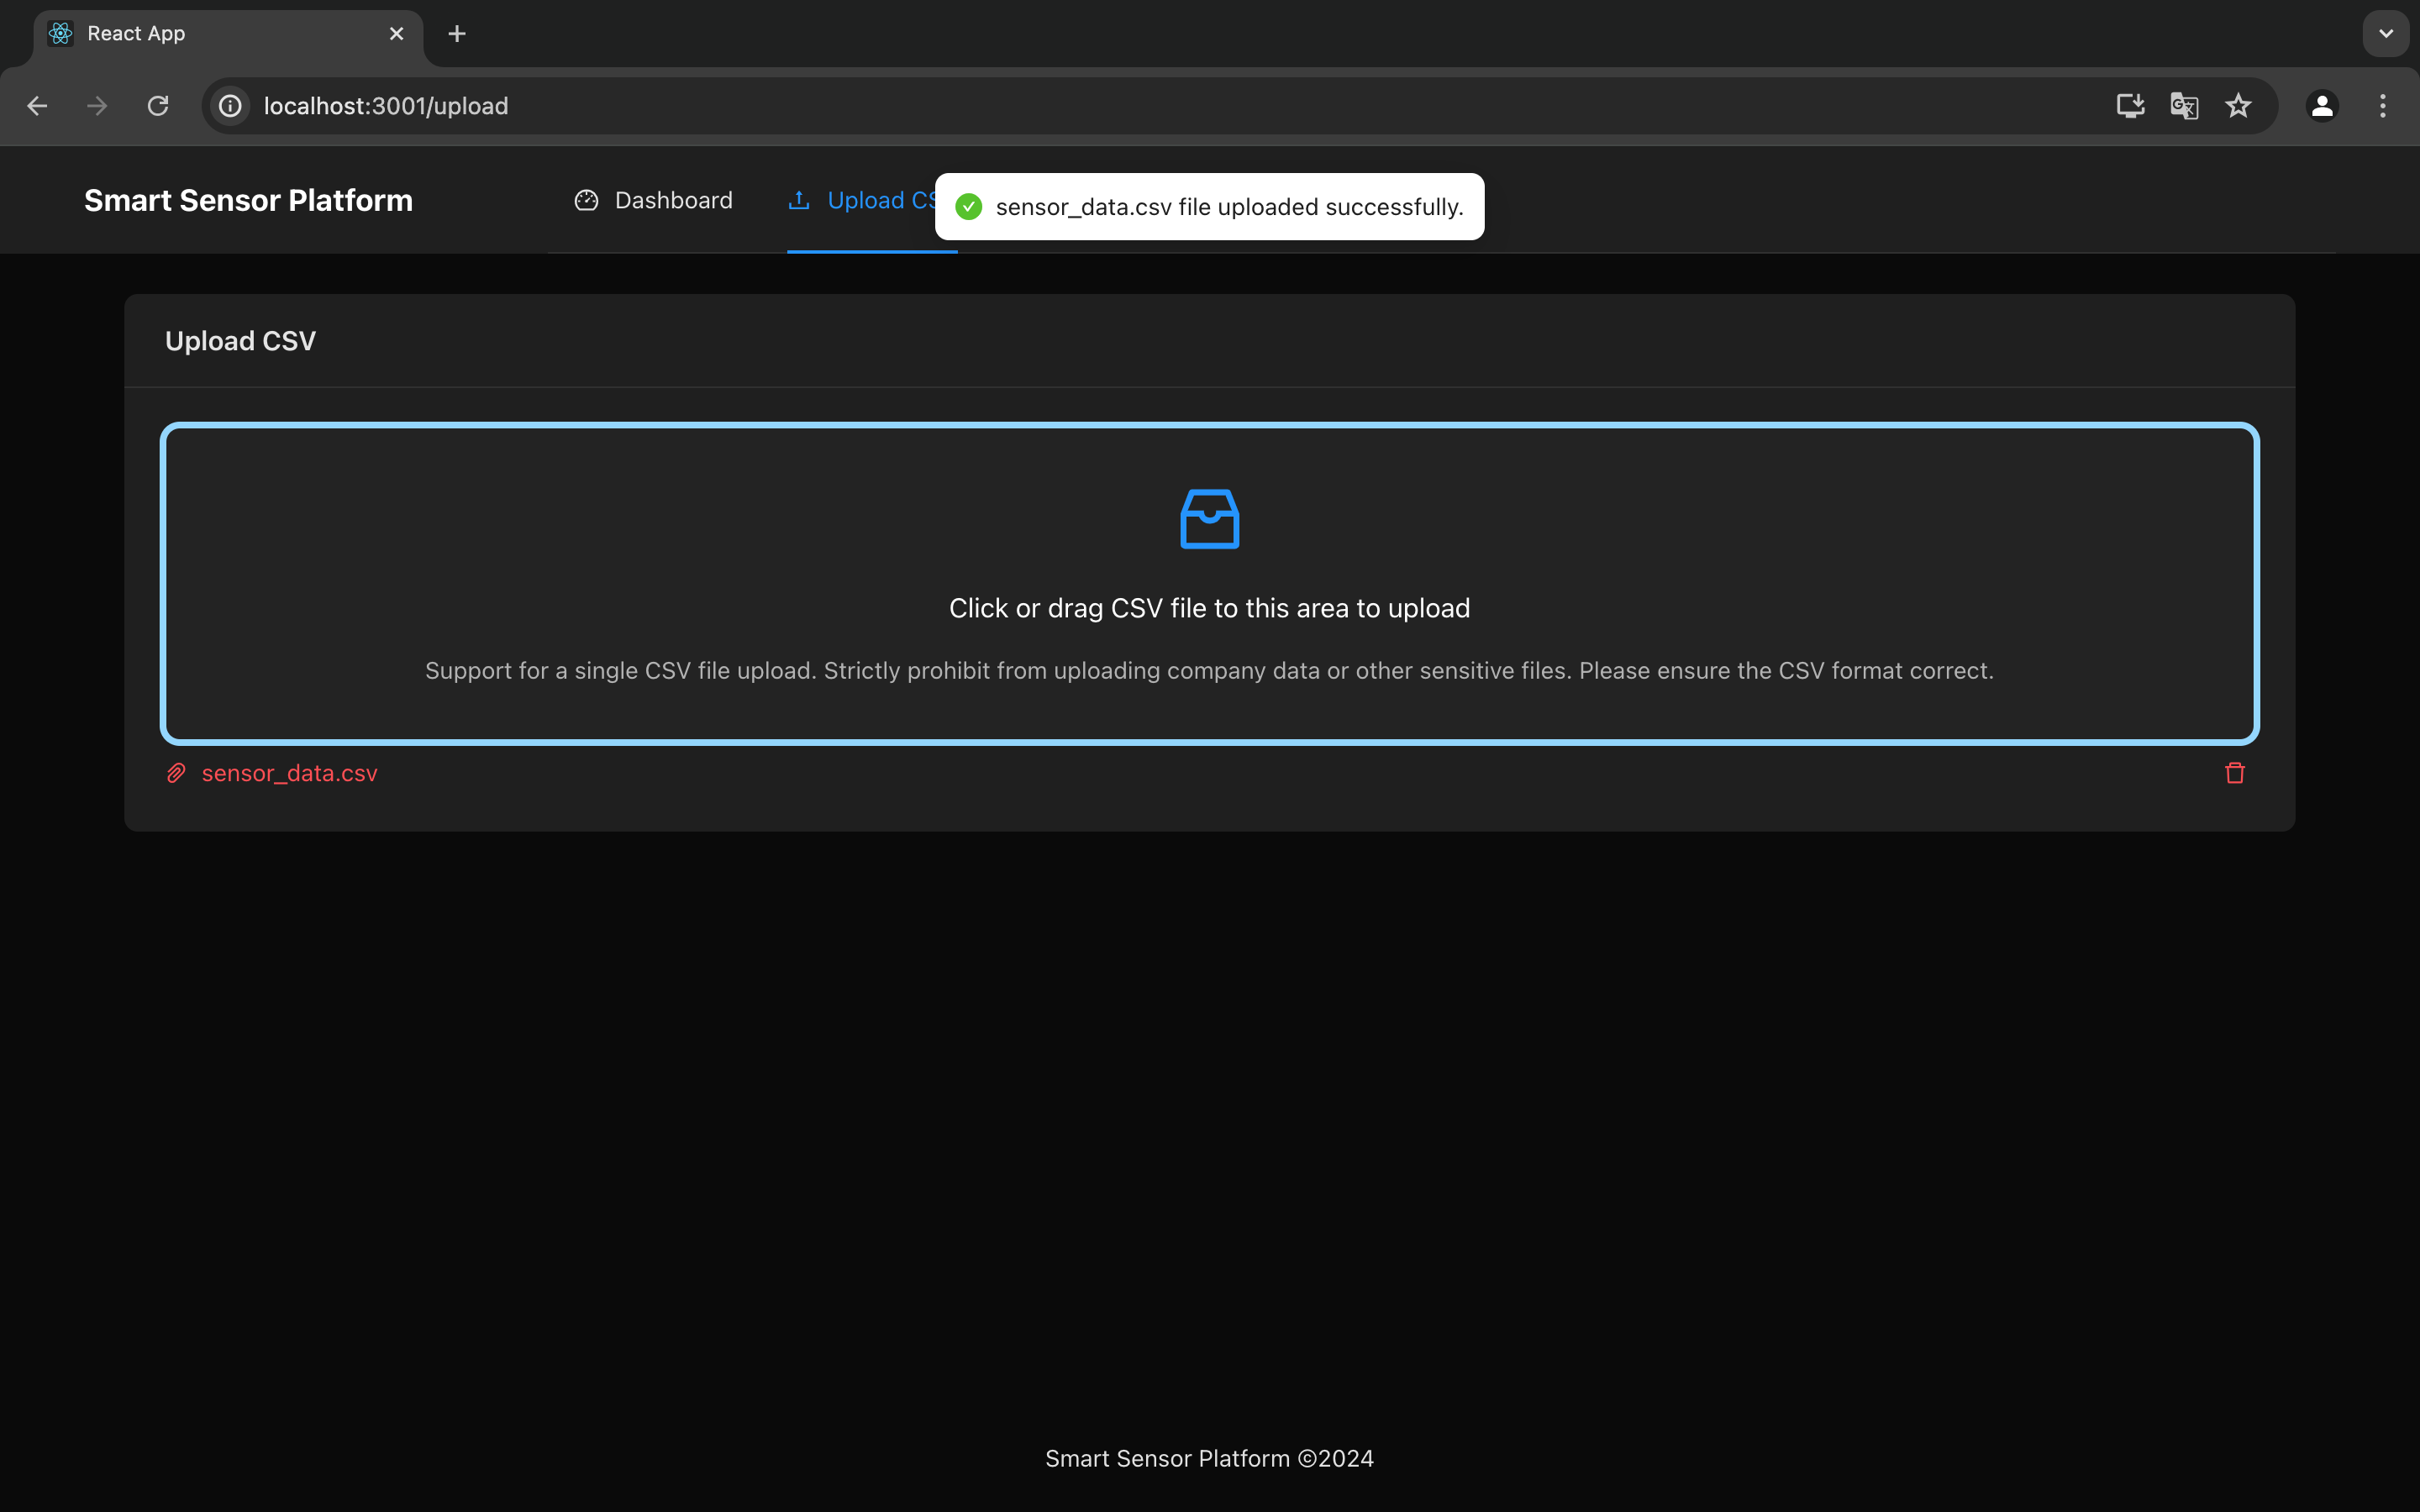 React App
localhost:3001/upload
Smart Sensor Platform
Dashboard
Upload CS
sensor_data.csv file uploaded successfully.
Upload CSV
Click or drag CSV file to this area to upload
Support for a single CSV file upload. Strictly prohibit from uploading company data or other sensitive files. Please ensure the CSV format correct.
sensor_data.csv
Smart Sensor Platform ©2024